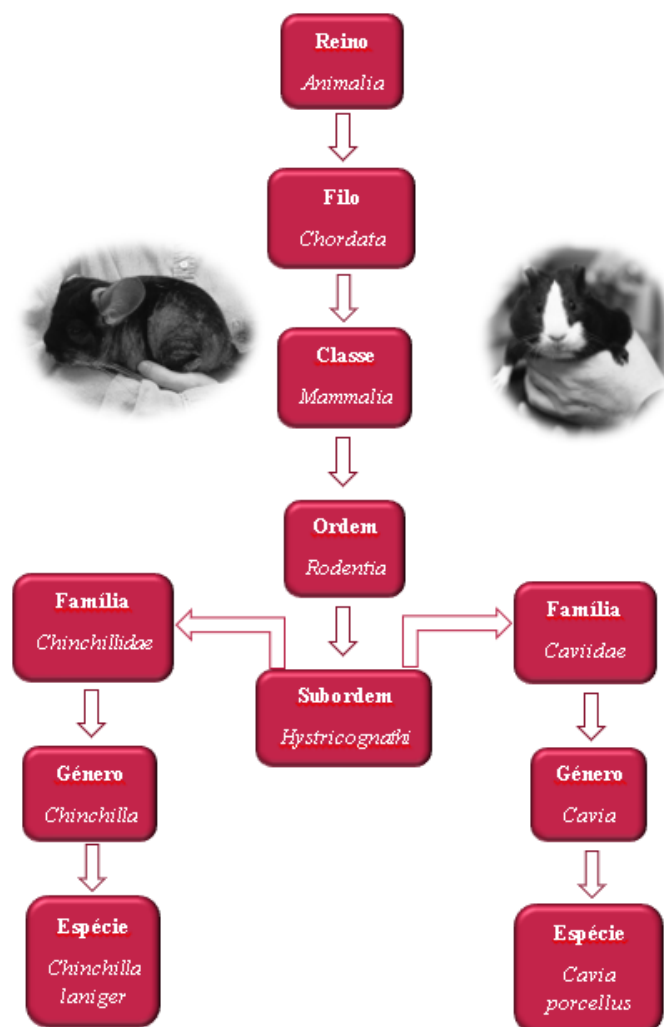 Reino
Animalia
Filo
Chordata
Classe
Mammalia
Ordem
Rodentia
Subordem
Hystricognathi
Família
Chinchillidae
Género
Chinchilla
Espécie
Chinchilla
laniger
Família
Caviidae
Género
Cavia
Espécie
Cavia
porcellus